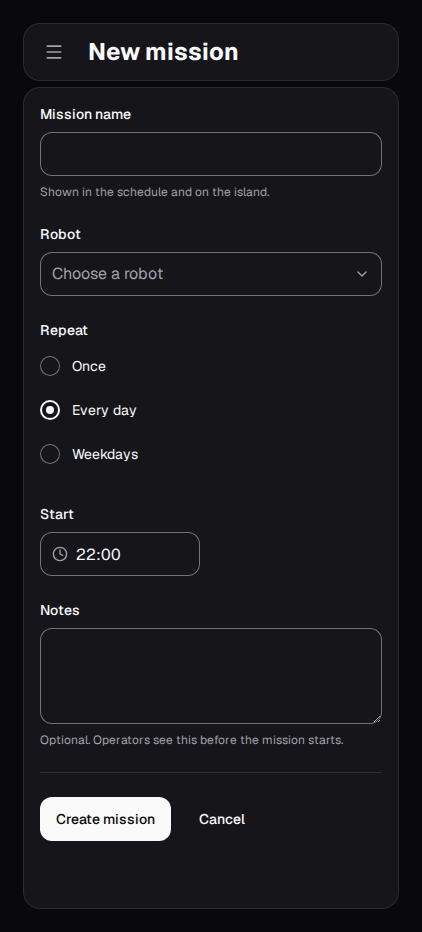 New mission
Mission name
Shown in the schedule and on the island.
Robot
Choose a robot
Repeat
Once
Every day
Weekdays
Start
22:00
Notes
Optional. Operators see this before the mission starts.
Create mission Cancel